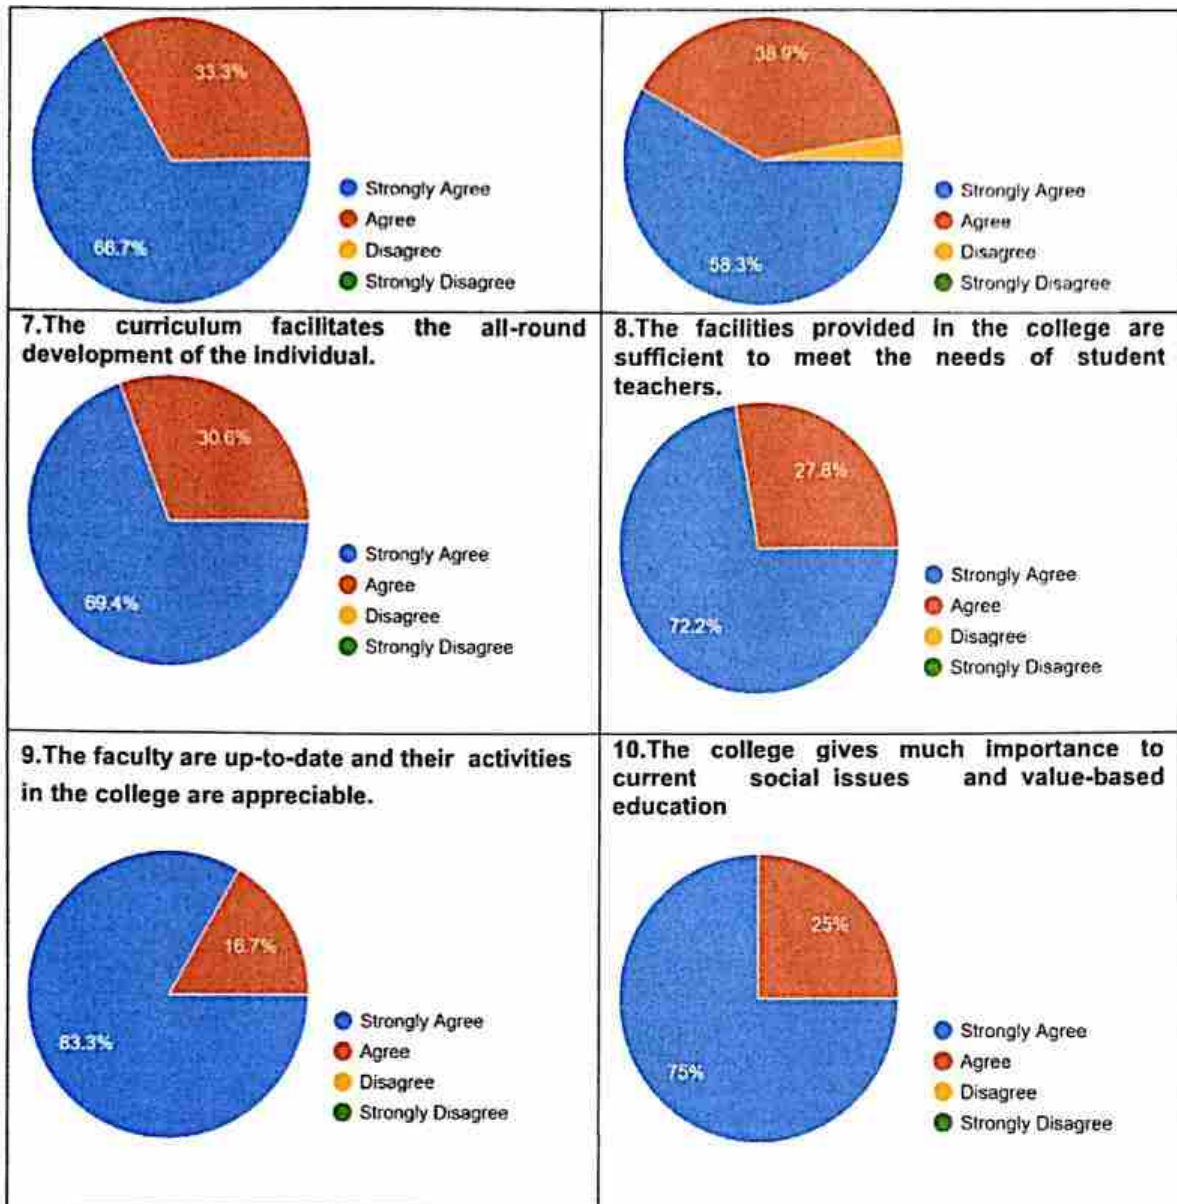 33.3%
66.7%
Strongly Agree
Agree
Disagree
Strongly Disagree
38.9%
58.3%
Strongly Agree
Agree
Disagree
Strongly Disagree
7.The curriculum facilitates the all-round
development of the individual.
30.6%
69.4%
Strongly Agree
Agree
Disagree
Strongly Disagree
8.The facilities provided in the college are
sufficient to meet the needs of student
teachers.
27.8%
72.2%
Strongly Agree
Agree
Disagree
Strongly Disagree
9.The faculty are up-to-date and their activities
in the college are appreciable.
16.7%
83.3%
Strongly Agree
Agree
Disagree
Strongly Disagree
10.The college gives much importance to
current social issues and value-based
education
25%
75%
Strongly Agree
Agree
Disagree
Strongly Disagree